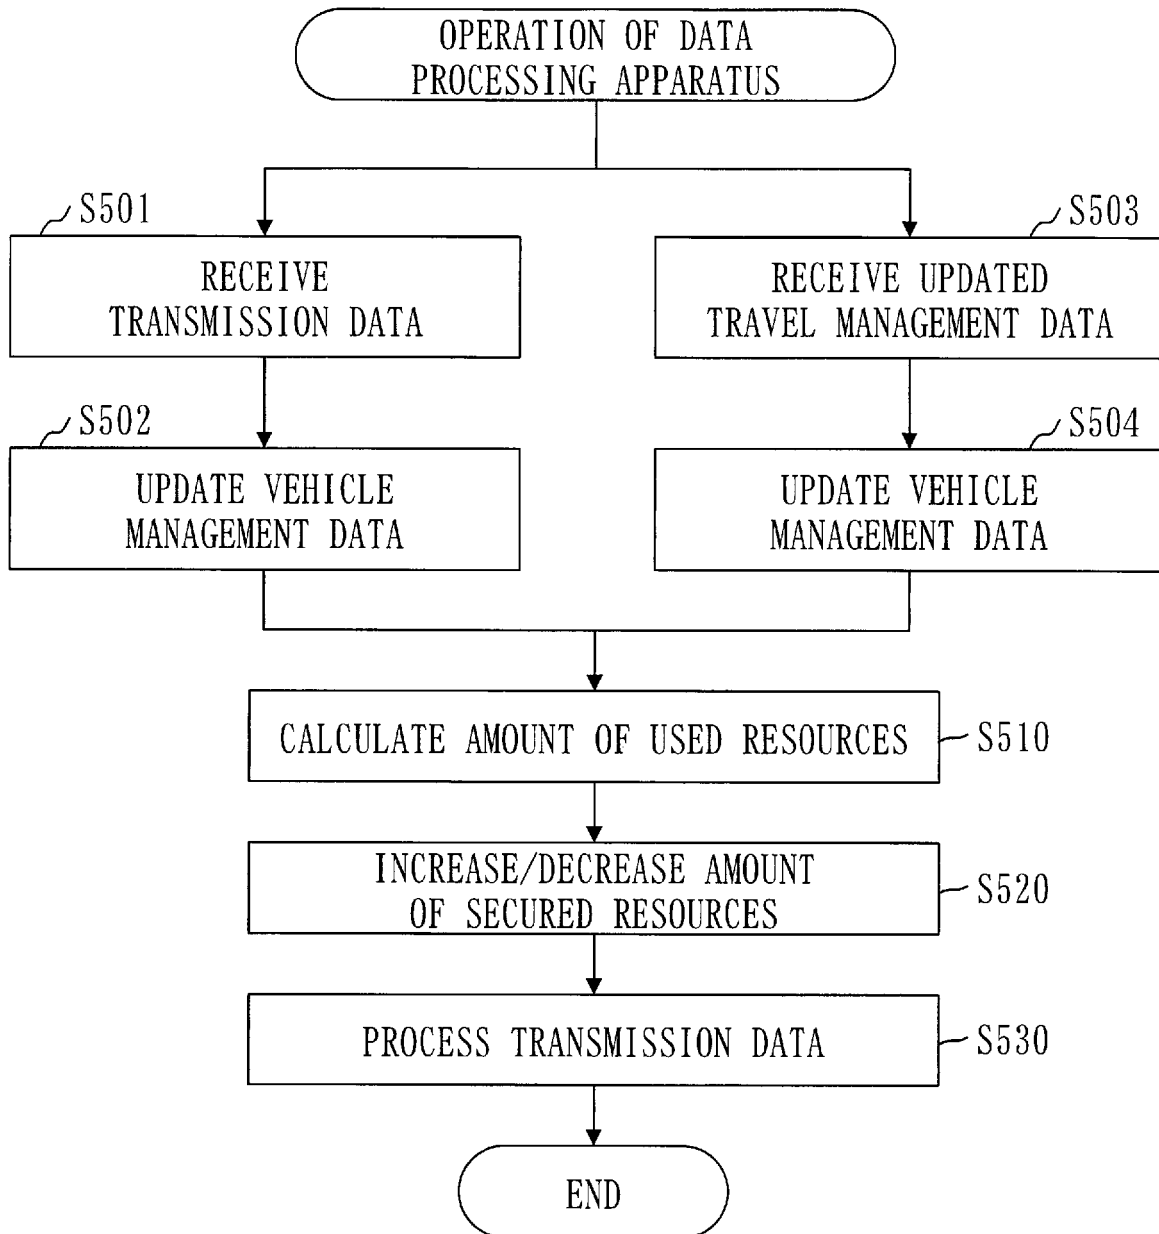 OPERATION OF DATA
PROCESSING APPARATUS
S501
RECEIVE
TRANSMISSION DATA
S503
RECEIVE UPDATED
TRAVEL MANAGEMENT DATA
S502
UPDATE VEHICLE
MANAGEMENT DATA
S504
UPDATE VEHICLE
MANAGEMENT DATA
CALCULATE AMOUNT OF USED RESOURCES
S510
INCREASE/DECREASE AMOUNT
OF SECURED RESOURCES
S520
PROCESS TRANSMISSION DATA
S530
END